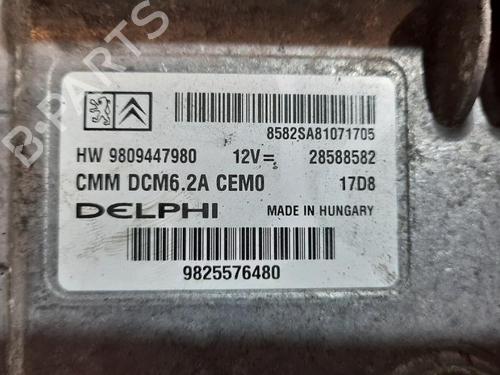 B-PARTS
8582SA81071705
HW 9809447980 12V= 28588582
CMM DCM6.2A CEM0 17D8
DELPHI MADE IN HUNGARY
9825576480